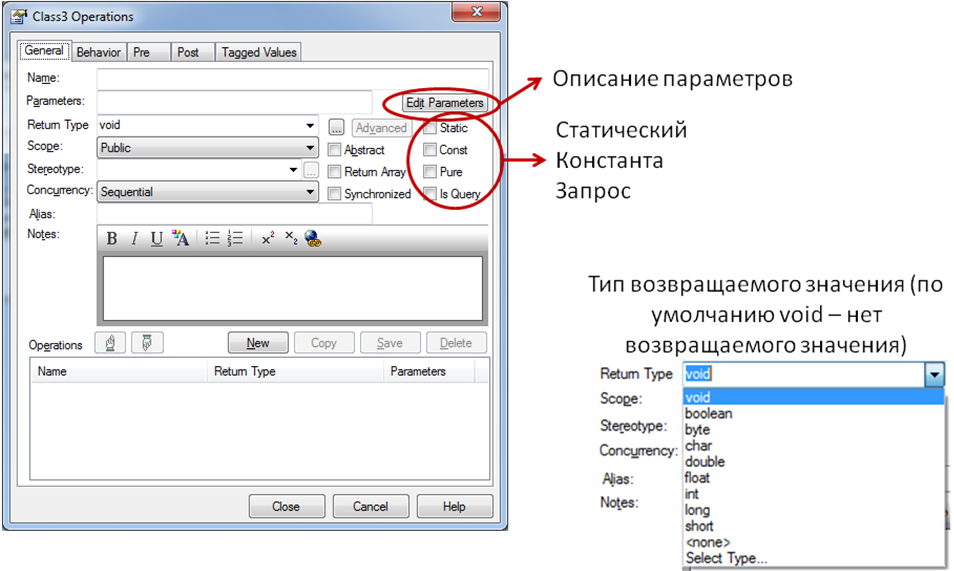 Class3 Operations
General Behavior Pre Post Tagged Values
Name:
Parameters: Edit Parameters
Return Type void ... Advanced Static
Scope: Public Abstract Const
Stereotype: ... Return Array Pure
Concurrency: Sequential Synchronized Is Query
Alias:
Notes: B I U A x² x₂
Operations New Copy Save Delete
Name Return Type Parameters
Close Cancel Help
Описание параметров
Статический
Константа
Запрос
Тип возвращаемого значения (по
умолчанию void – нет
возвращаемого значения)
Return Type void
Scope: void
boolean
Stereotype: byte
Concurrency: char
double
Alias: float
int
Notes: long
short
<none>
Select Type...